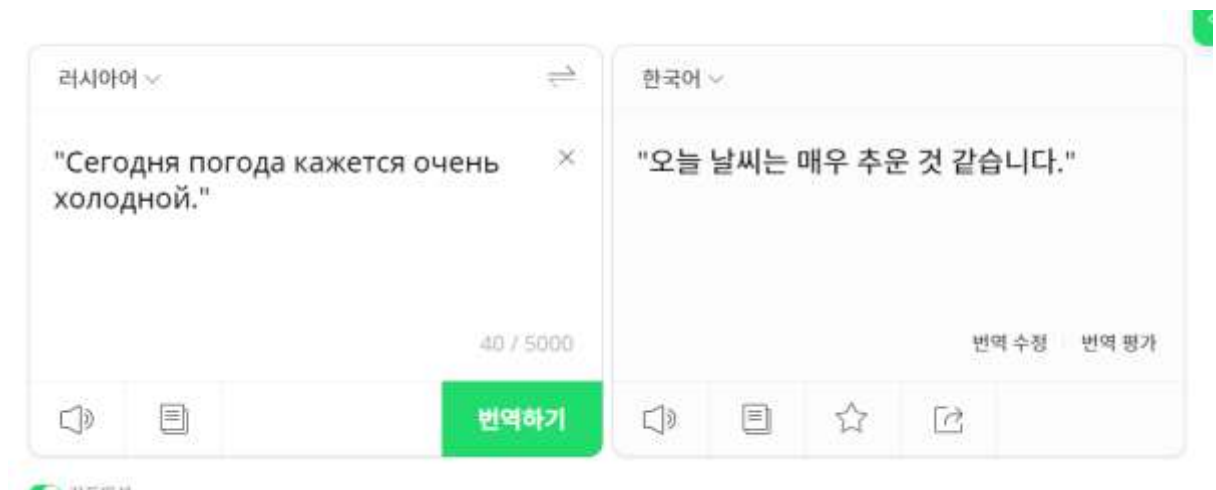 러시아어
한국어
"Сегодня погода кажется очень
холодной."
"오늘 날씨는 매우 추운 것 같습니다."
40 / 5000
번역 수정 번역 평가
번역하기